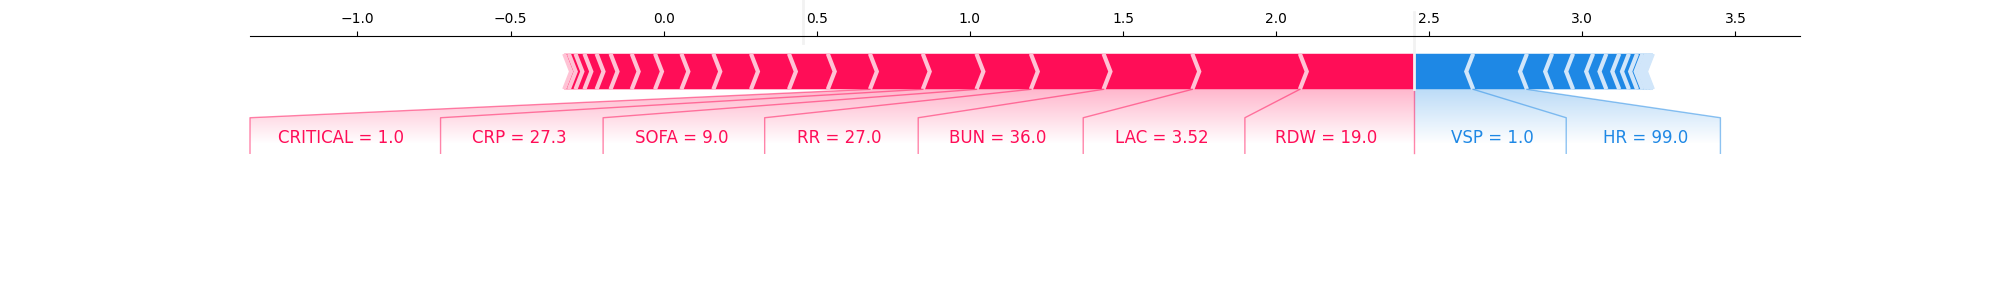 −1.0 −0.5 0.0 0.5 1.0 1.5 2.0 2.5 3.0 3.5
CRITICAL = 1.0 CRP = 27.3 SOFA = 9.0 RR = 27.0 BUN = 36.0 LAC = 3.52 RDW = 19.0 VSP = 1.0 HR = 99.0